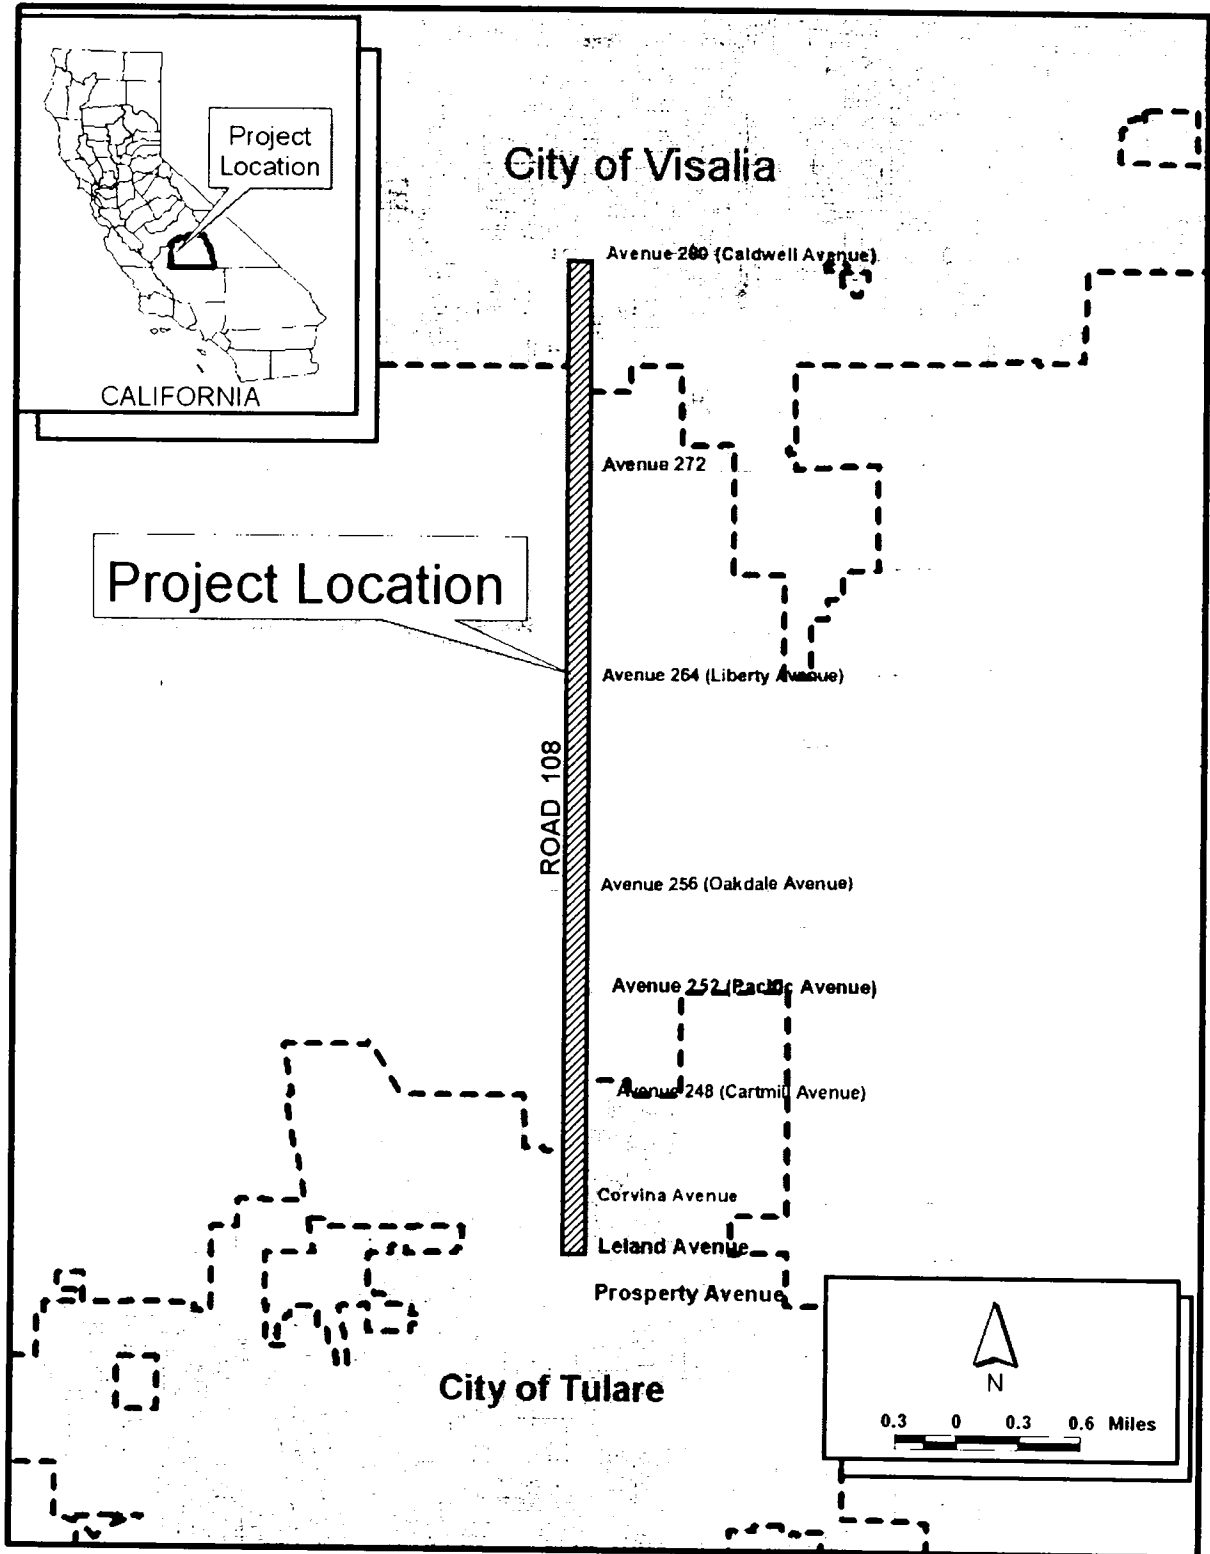 Project
Location
CALIFORNIA
City of Visalia
Avenue 280 (Caldwell Avenue)
Avenue 272
Project Location
Avenue 264 (Liberty Avenue)
ROAD 108
Avenue 256 (Oakdale Avenue)
Avenue 252 (Pacific Avenue)
Avenue 248 (Cartmill Avenue)
Corvina Avenue
Leland Avenue
Prosperty Avenue
City of Tulare
N
0.3 0 0.3 0.6 Miles